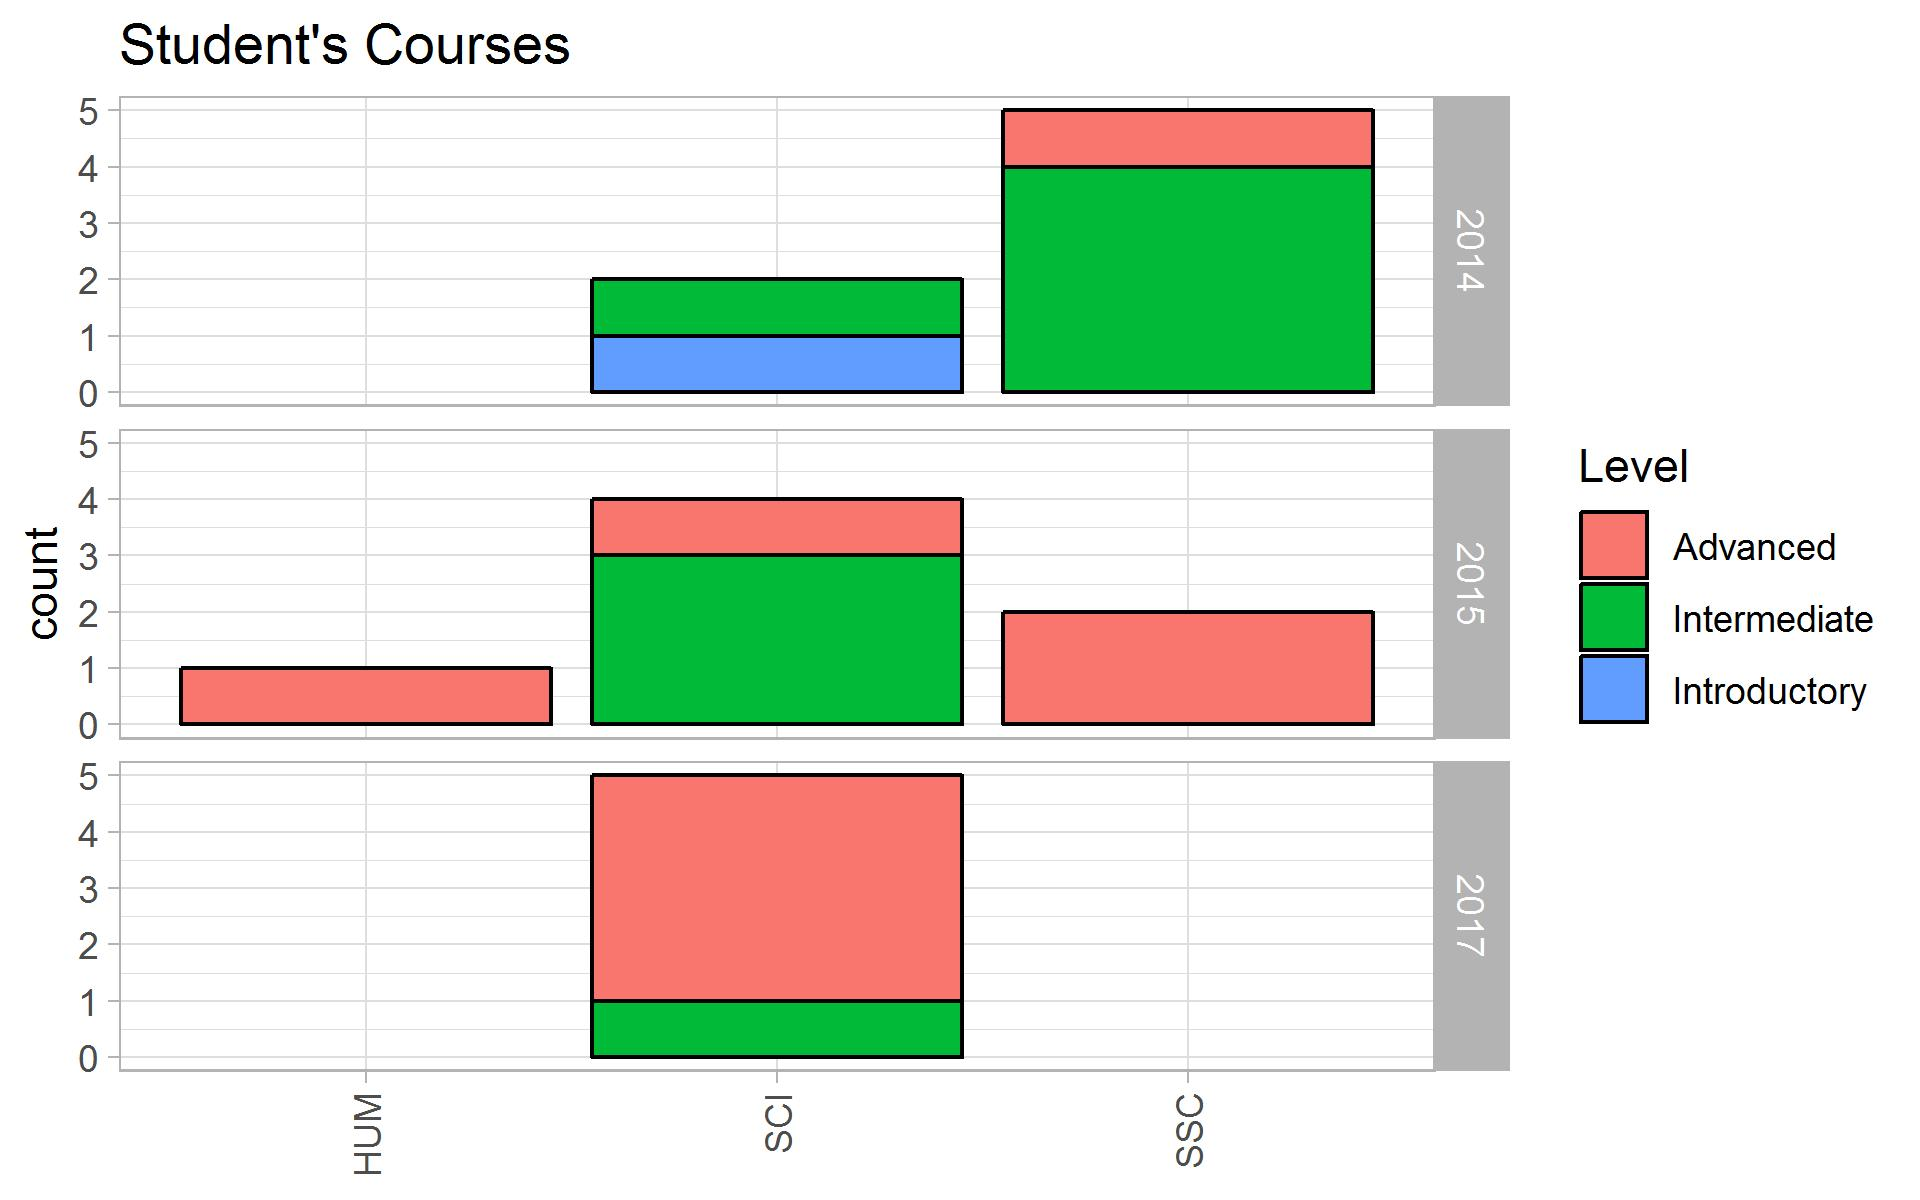 Student's Courses
5
4
3
2
1
0
2014
5
4
3
2
1
0
2015
5
4
3
2
1
0
2017
count
HUM
SCI
SSC
Level
Advanced
Intermediate
Introductory